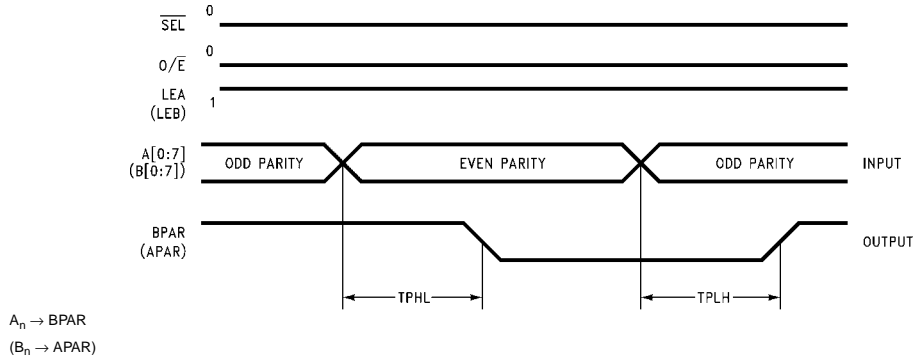 SEL 0
O/E 0
LEA
(LEB) 1
A[0:7]
(B[0:7])
ODD PARITY EVEN PARITY ODD PARITY INPUT
BPAR
(APAR)
OUTPUT
TPHL TPLH
An → BPAR
(Bn → APAR)